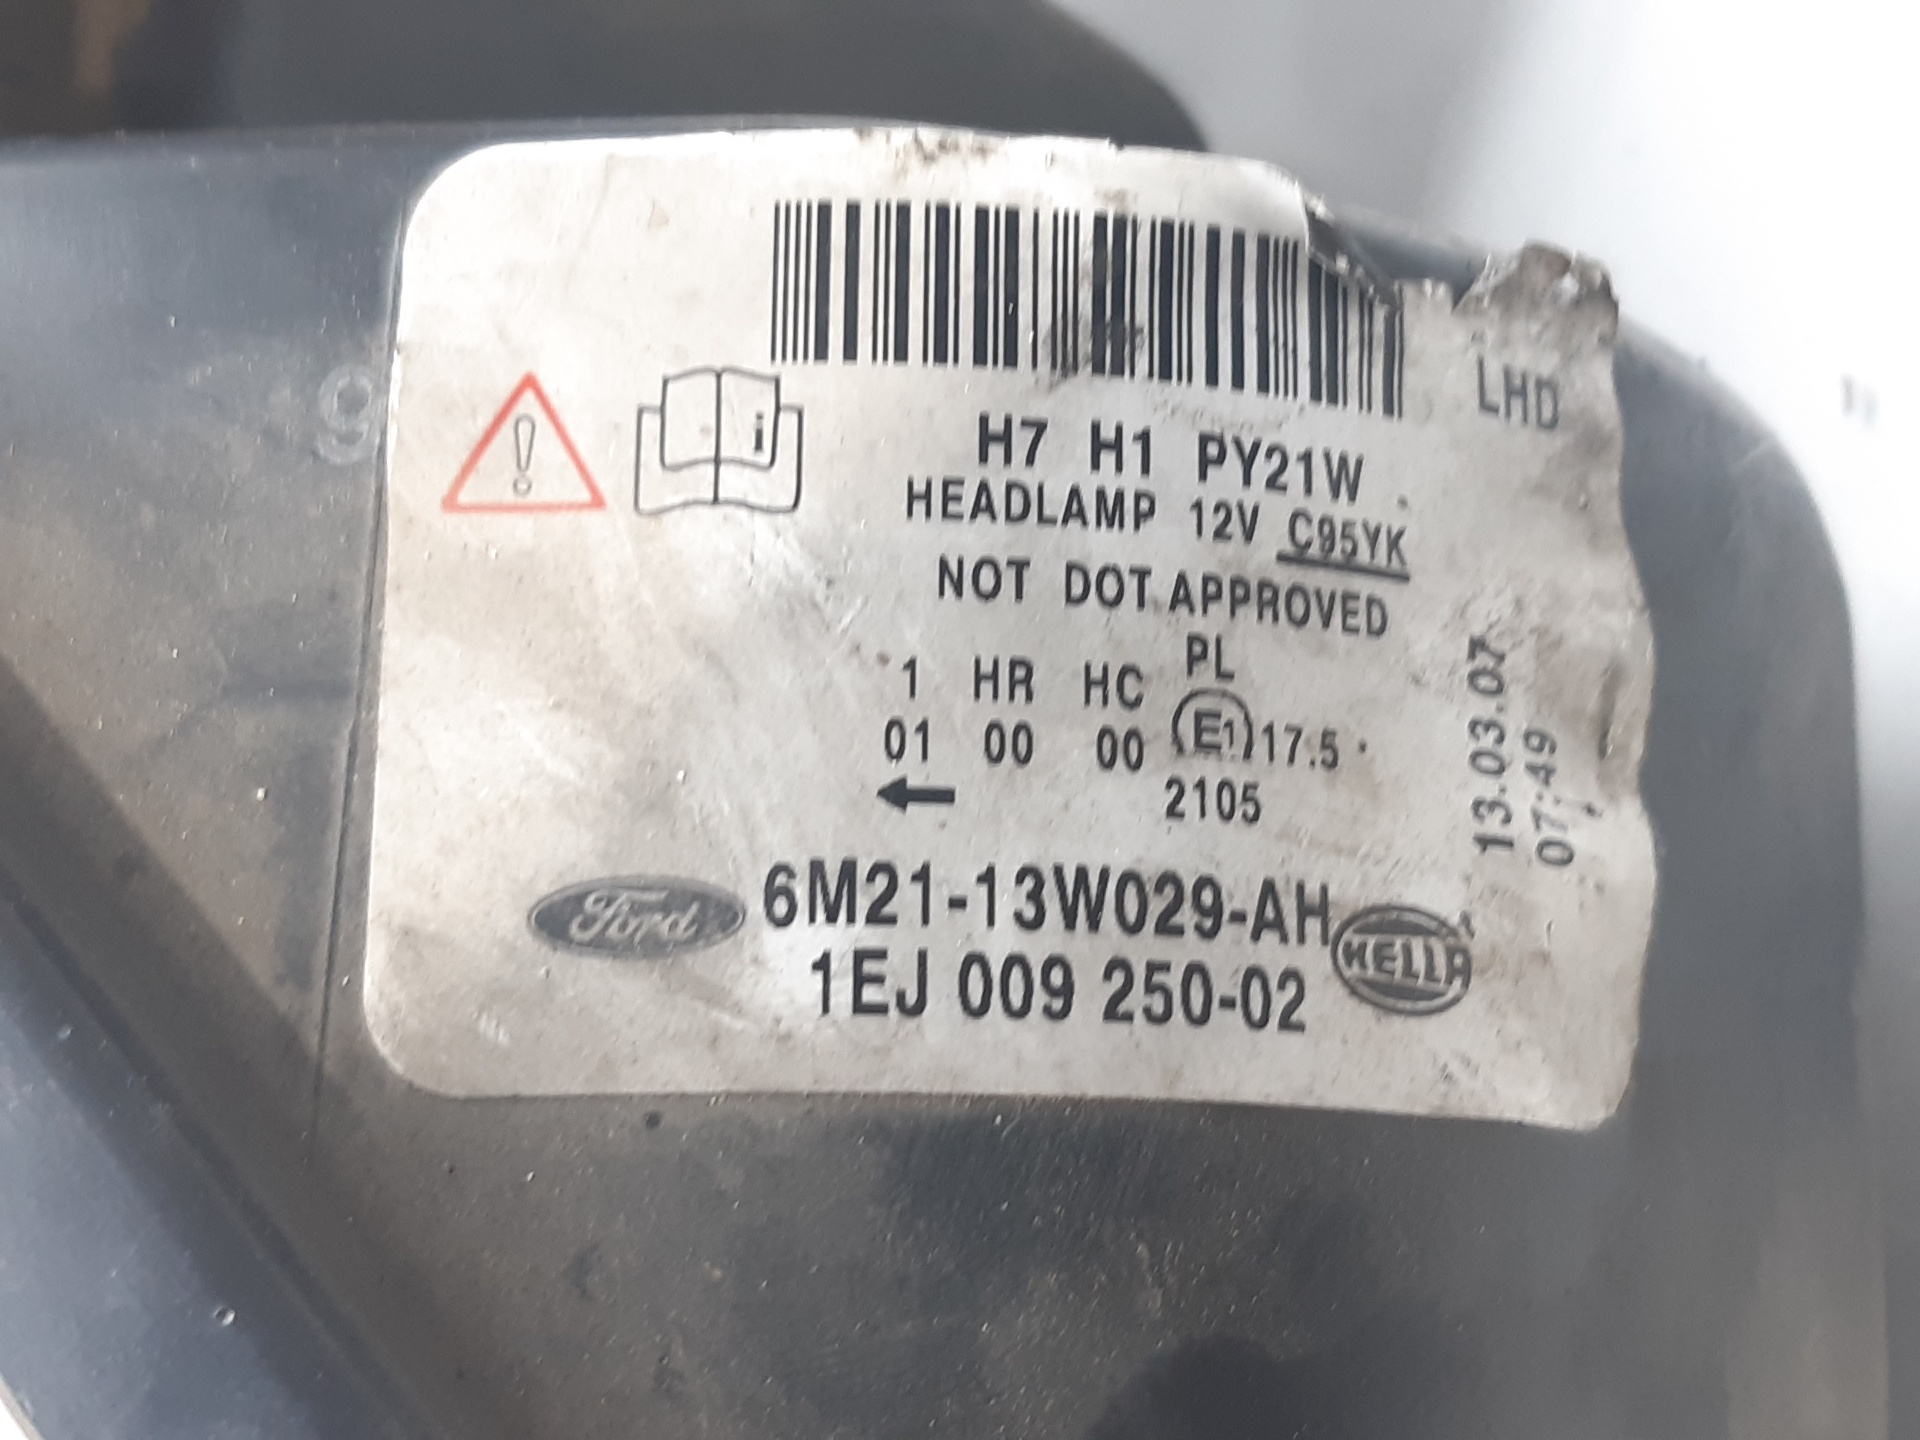 LHD
9
i
H7 H1 PY21W
HEADLAMP 12V C95YK
NOT DOT APPROVED
1 HR HC PL
01 00 00 E1 17.5
2105
13.03.07
07:49
Ford 6M21-13W029-AH HELLA
1EJ 009 250-02